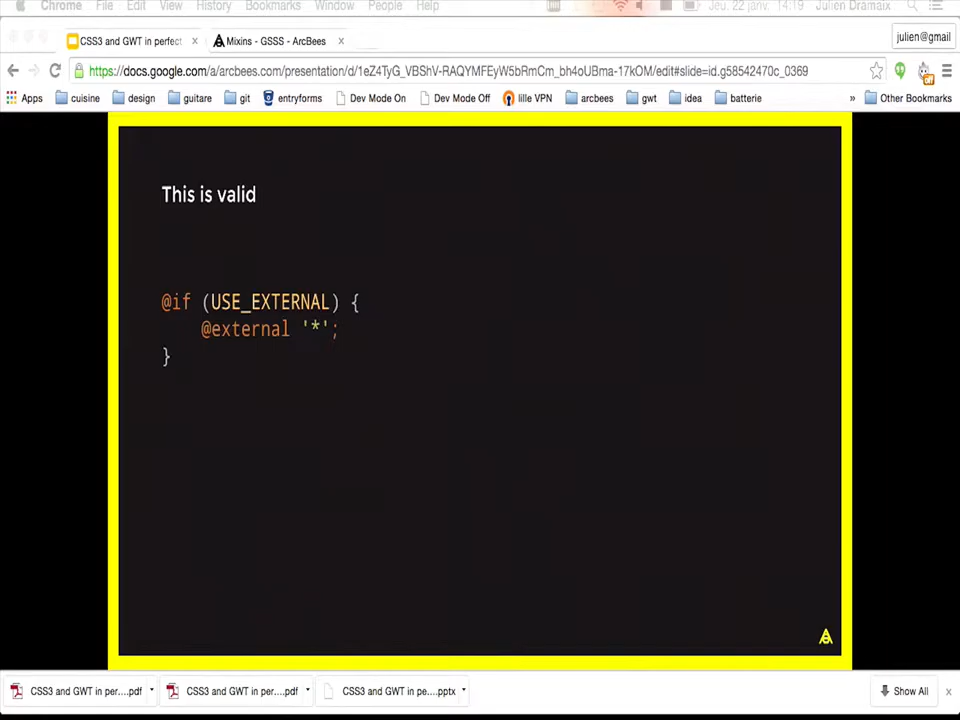 Chrome File Edit View History Bookmarks Window People Help Jeu. 22 janv. 14:19 Julien Dramaix
CSS3 and GWT in perfect × Mixins - GSSS - ArcBees ×
julien@gmail
https://docs.google.com/a/arcbees.com/presentation/d/1eZ4TyG_VBShV-RAQYMFEyW5bRmCm_bh4oUBma-17kOM/edit#slide=id.g58542470c_0369
Apps cuisine design guitare git entryforms Dev Mode On Dev Mode Off lille VPN arcbees gwt idea batterie » Other Bookmarks
off
This is valid
@if (USE_EXTERNAL) {
@external '*';
}
CSS3 and GWT in per....pdf CSS3 and GWT in per....pdf CSS3 and GWT in pe....pptx Show All ×